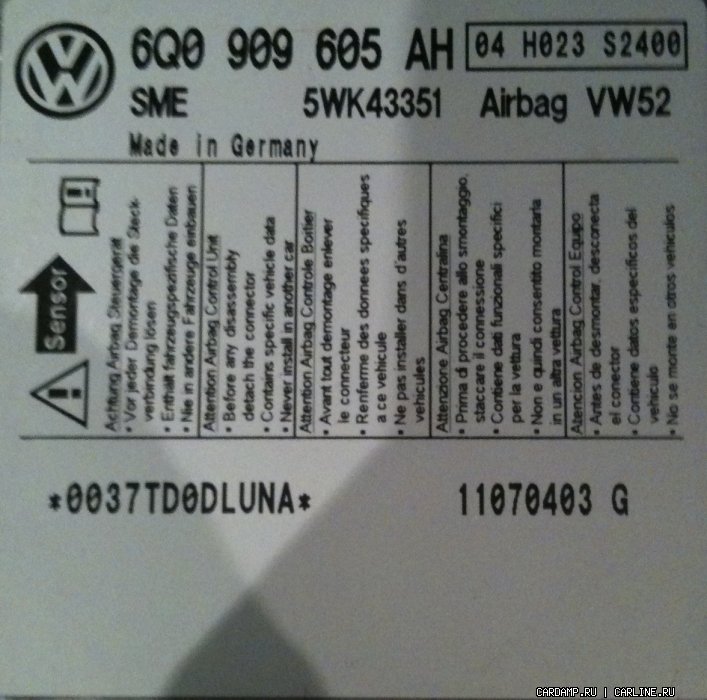 6Q0 909 605 AH
04 H023 S2400
SME 5WK43351 Airbag VW52
Made in Germany
Sensor
Achtung Airbag Steuergerät
• Vor jeder Demontage die Steck-
verbindung lösen
• Enthält fahrzeugspezifische Daten
• Nie in andere Fahrzeuge einbauen
Attention Airbag Control Unit
• Before any disassembly
detach the connector
• Contains specific vehicle data
• Never install in another car
Attention Airbag Controle Boitier
• Avant tout demontage enlever
le connecteur
• Renferme des donnees specifiques
a ce vehicule
• Ne pas installer dans d'autres
vehicules
Attenzione Airbag Centralina
• Prima di procedere allo smontaggio,
staccare il connessione
• Contiene dati funzionali specifici
per la vettura
• Non e quindi consentito montarla
in un altra vettura
Atencion Airbag Control Equipo
• Antes de desmontar, desconecta
el conector
• Contiene datos especificos del
vehiculo
• No se monte en otros vehiculos
*0037TD0DLUNA*
11070403 G
CARDAMP.RU | CARLINE.RU